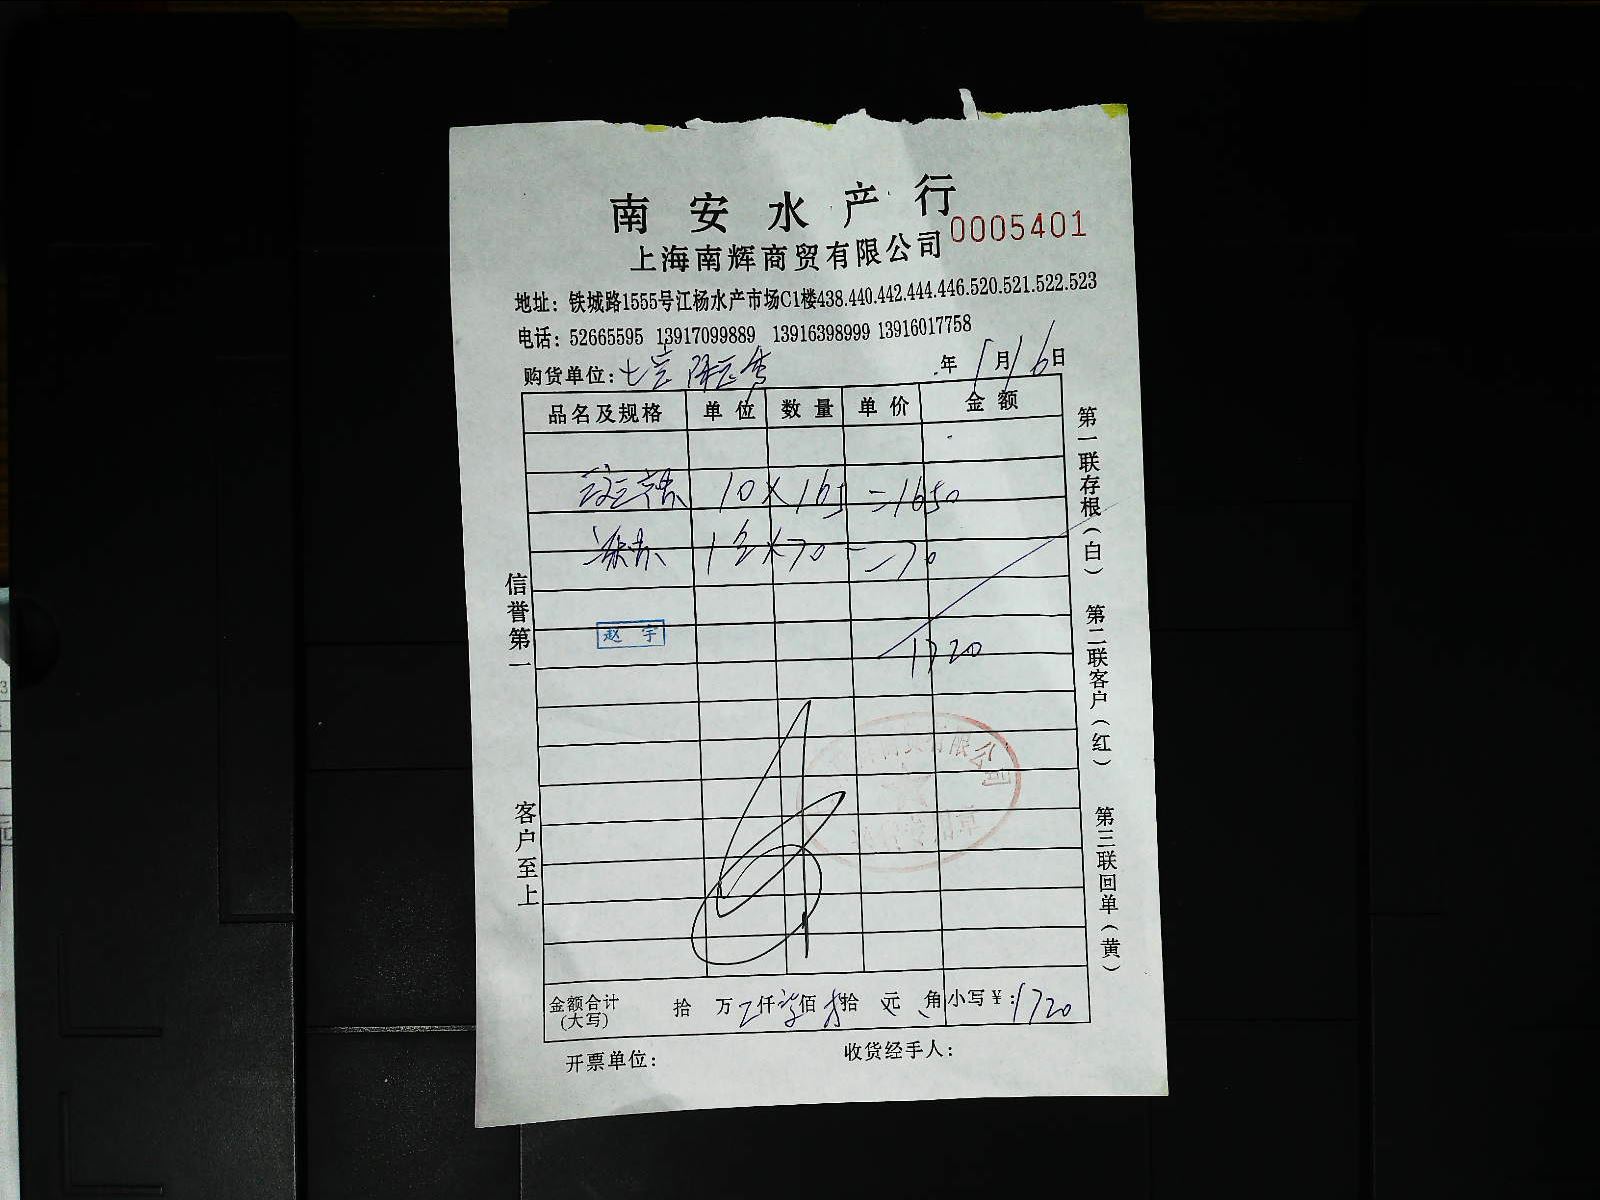 南安水产行
0005401
上海南辉商贸有限公司
地址：铁城路1555号江杨水产市场C1楼438.440.442.444.446.520.521.522.523
电话：52665595 13917099889 13916398999 13916017758
购货单位：
年 1月16日
品名及规格 单位 数量 单价 金额
10×165=1650
1 ×70=70
赵宇
1720
信誉第一
客户至上
第一联存根（白）
第二联客户（红）
第三联回单（黄）
有限公司
金额合计（大写） 拾 万 仟 佰 拾 元 角 小写￥：1720
开票单位：
收货经手人：